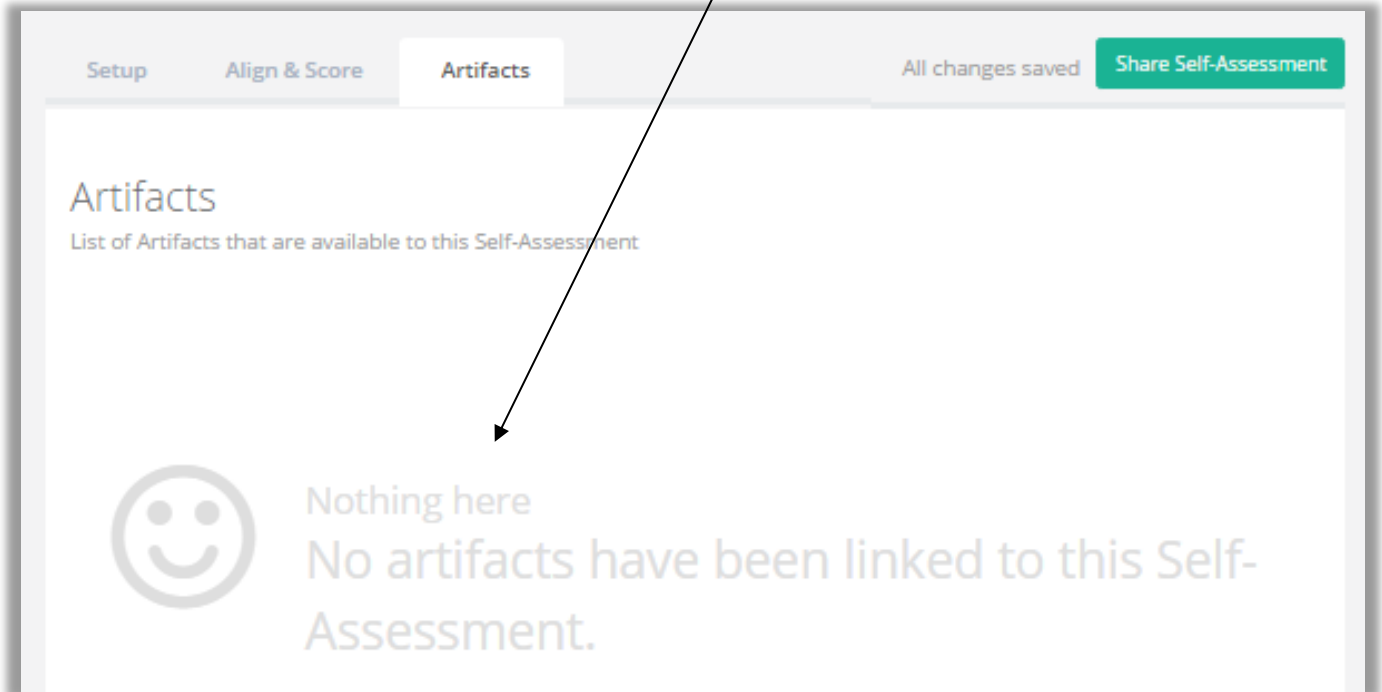 Setup Align & Score Artifacts All changes saved Share Self-Assessment
Artifacts
List of Artifacts that are available to this Self-Assessment
Nothing here
No artifacts have been linked to this Self-
Assessment.